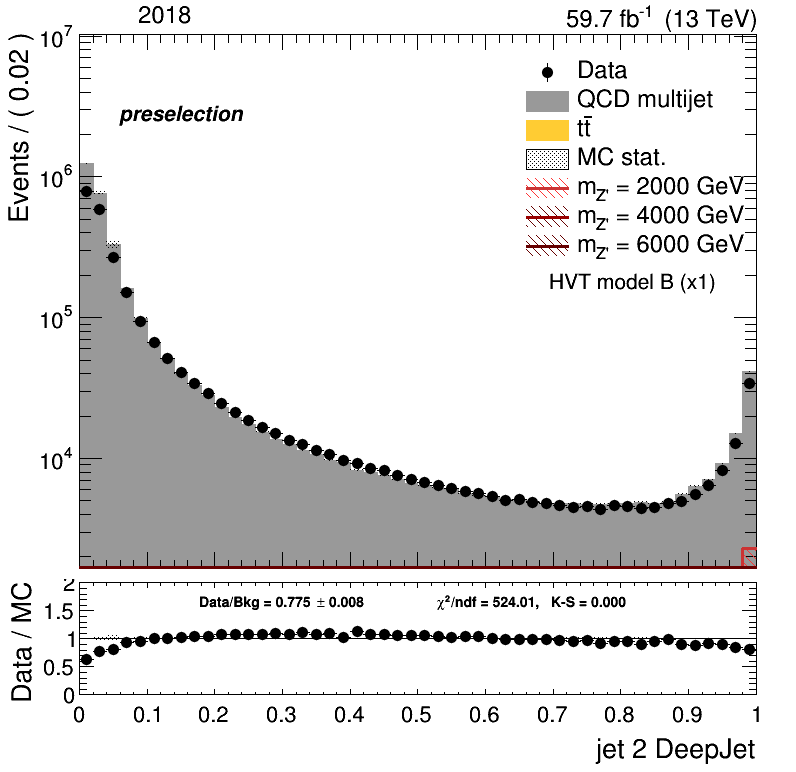 2018
59.7 fb⁻¹ (13 TeV)
Events / ( 0.02 )
10⁷
10⁶
10⁵
10⁴
preselection
Data
QCD multijet
tt̄
MC stat.
m_Z' = 2000 GeV
m_Z' = 4000 GeV
m_Z' = 6000 GeV
HVT model B (x1)
Data / MC
2
1.5
1
0.5
0
Data/Bkg = 0.775 ± 0.008
χ²/ndf = 524.01, K-S = 0.000
0 0.1 0.2 0.3 0.4 0.5 0.6 0.7 0.8 0.9 1
jet 2 DeepJet